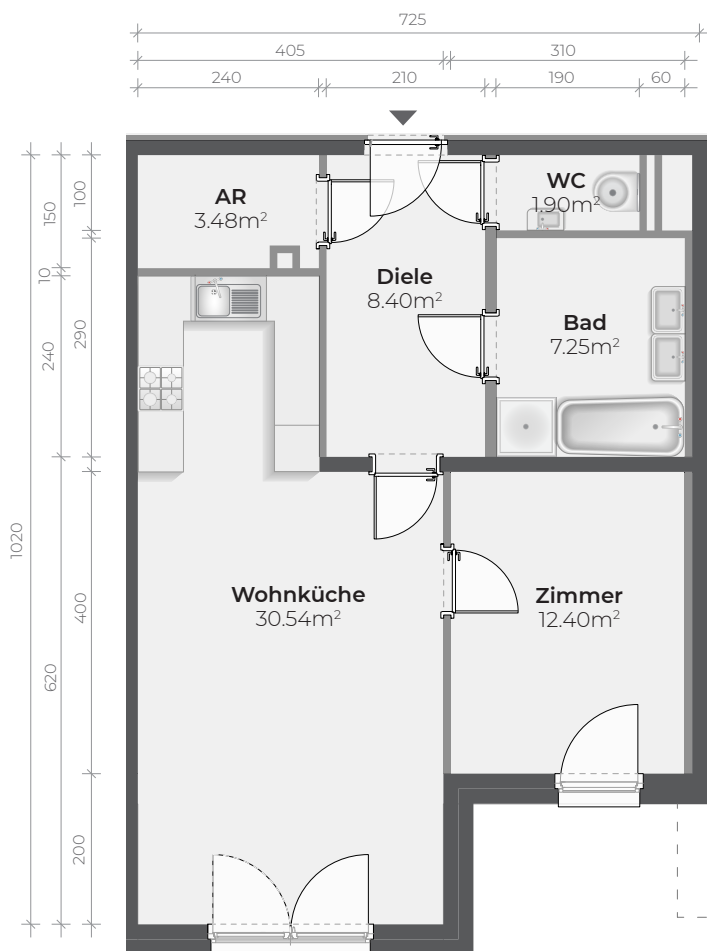 725
405 310
240 210 190 60
AR
3.48m²
WC
1.90m²
Diele
8.40m²
Bad
7.25m²
Wohnküche
30.54m²
Zimmer
12.40m²
100
150
10
290
240
1020
400
620
200